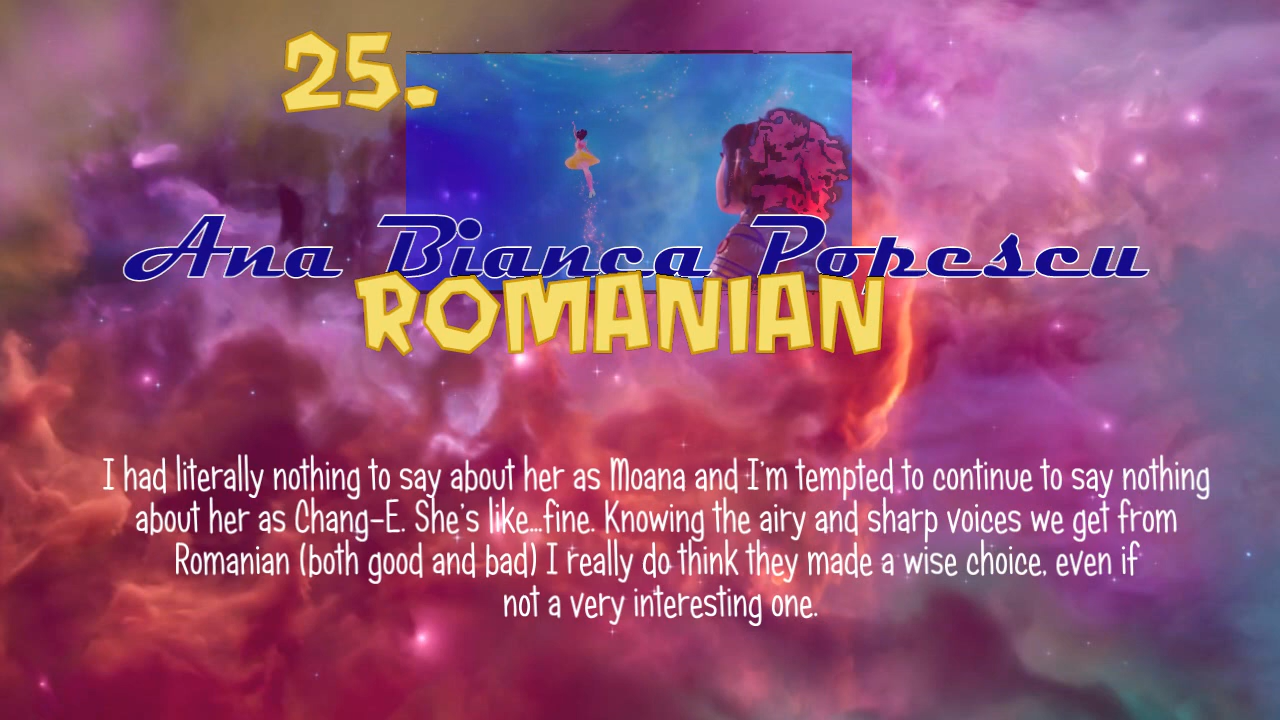 25.
Ana Bianca Popescu
ROMANIAN
I had literally nothing to say about her as Moana and I'm tempted to continue to say nothing
about her as Chang-E. She's like...fine. Knowing the airy and sharp voices we get from
Romanian (both good and bad) I really do think they made a wise choice, even if
not a very interesting one.